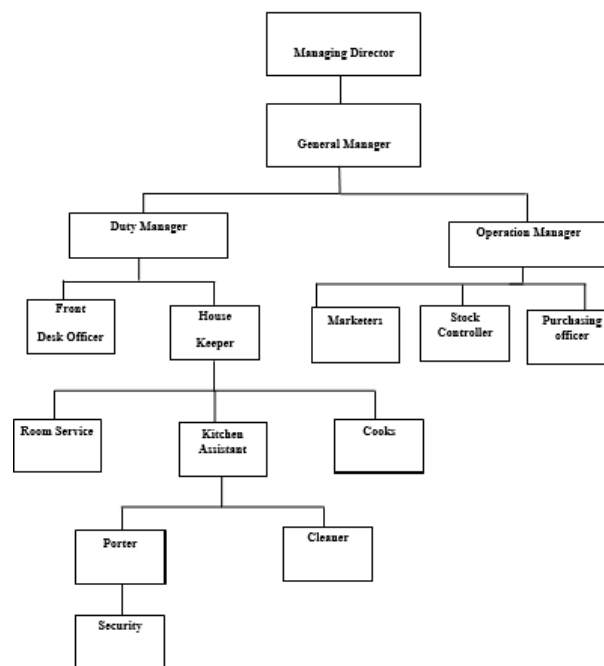 Managing Director
General Manager
Duty Manager
Operation Manager
Front
Desk Officer
House
Keeper
Marketers
Stock
Controller
Purchasing
officer
Room Service
Kitchen
Assistant
Cooks
Porter
Cleaner
Security